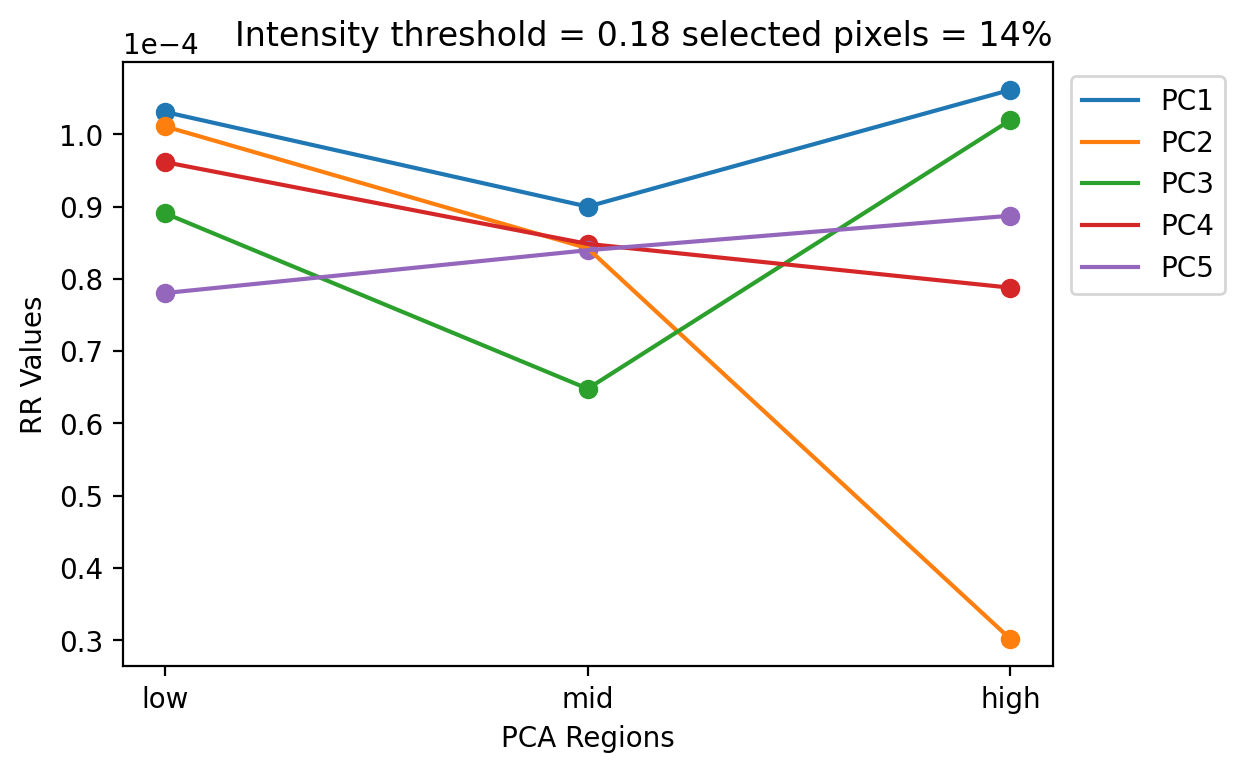 Intensity threshold = 0.18 selected pixels = 14%
1e−4
1.0
0.9
0.8
0.7
0.6
0.5
0.4
0.3
RR Values
low
mid
high
PCA Regions
PC1
PC2
PC3
PC4
PC5